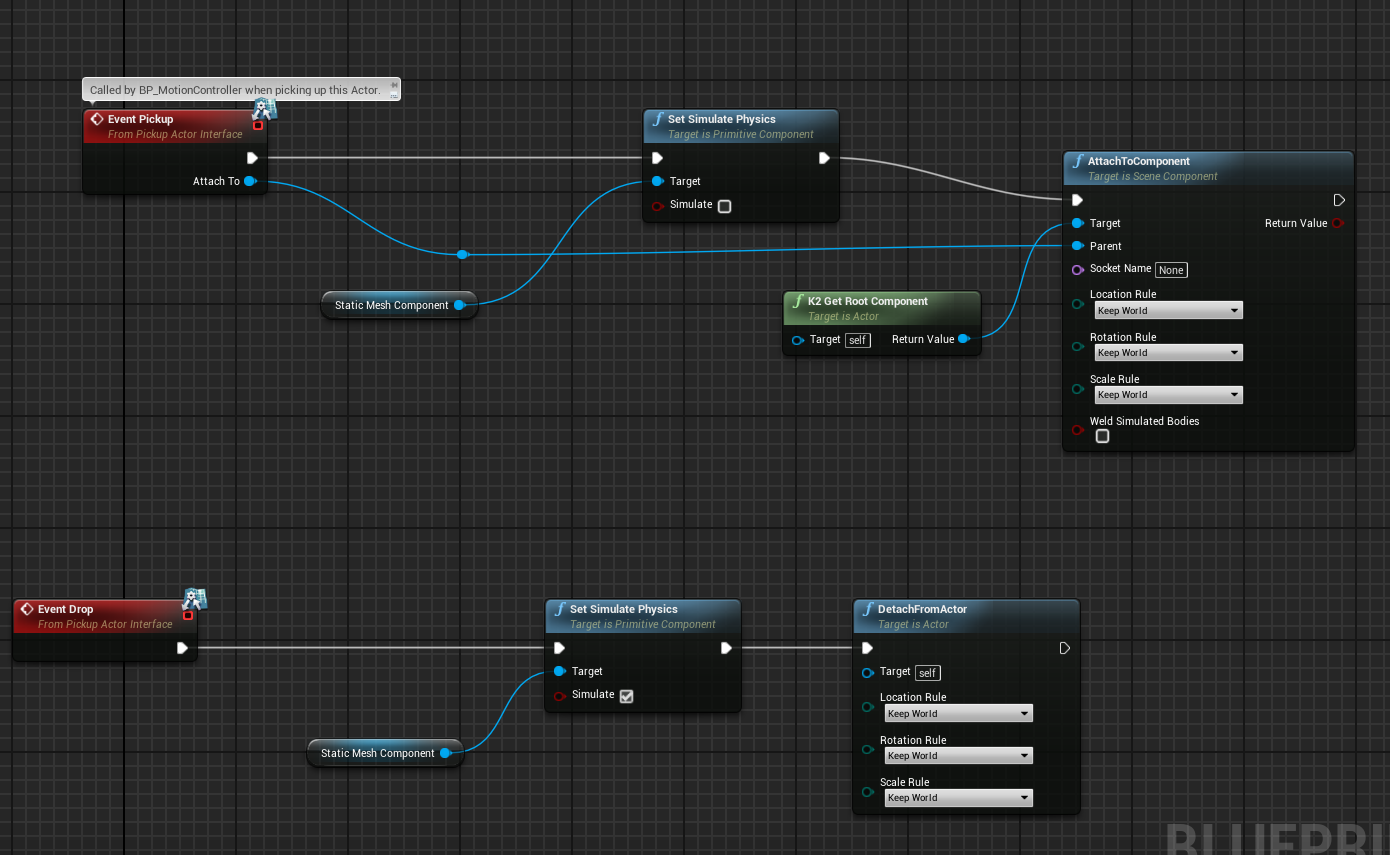 Called by BP_MotionController when picking up this Actor.
Event Pickup
From Pickup Actor Interface
Attach To
Set Simulate Physics
Target is Primitive Component
Target
Simulate
AttachToComponent
Target is Scene Component
Target
Return Value
Parent
Socket Name None
Location Rule
Keep World
Rotation Rule
Keep World
Scale Rule
Keep World
Weld Simulated Bodies
Static Mesh Component
K2 Get Root Component
Target is Actor
Target self Return Value
Event Drop
From Pickup Actor Interface
Set Simulate Physics
Target is Primitive Component
Target
Simulate
DetachFromActor
Target is Actor
Target self
Location Rule
Keep World
Rotation Rule
Keep World
Scale Rule
Keep World
Static Mesh Component
BLUEPRI